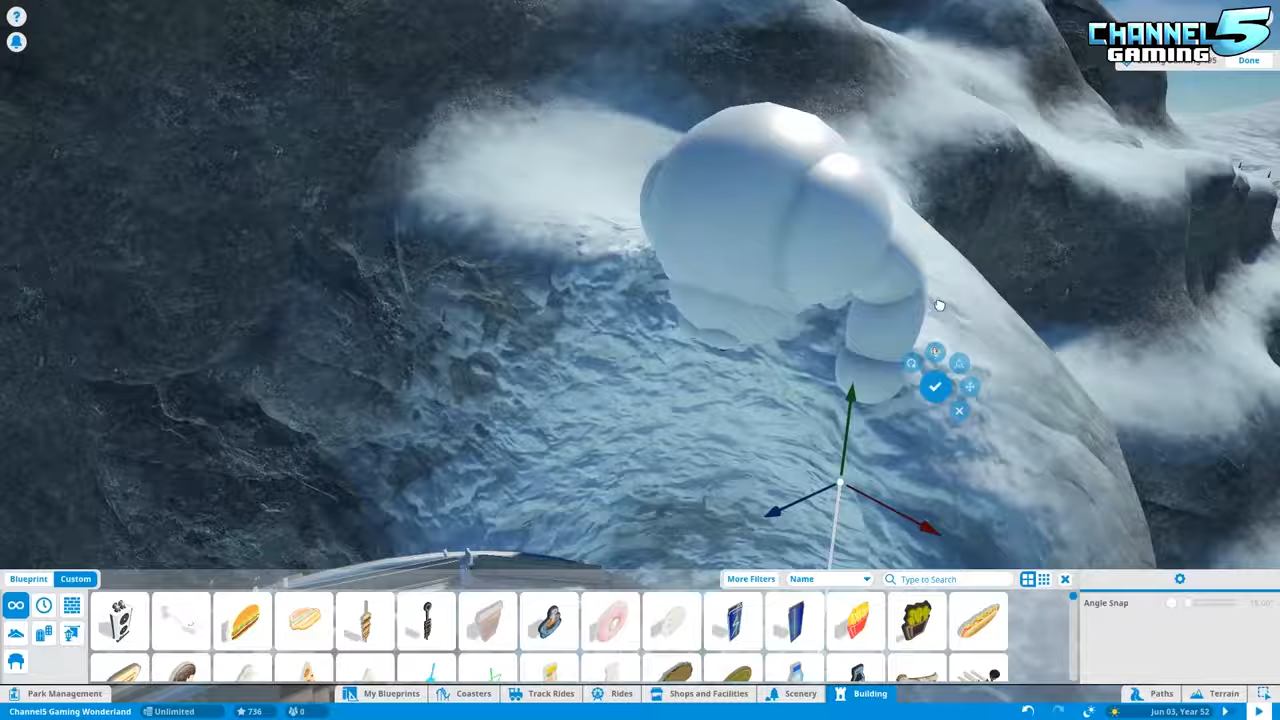 CHANNEL 5
GAMING
Done
Blueprint
Custom
More Filters
Name
Type to Search
Angle Snap
15.00°
Park Management
My Blueprints
Coasters
Track Rides
Rides
Shops and Facilities
Scenery
Building
Paths
Terrain
Channel5 Gaming Wonderland
Unlimited
736
0
Jun 03, Year 52